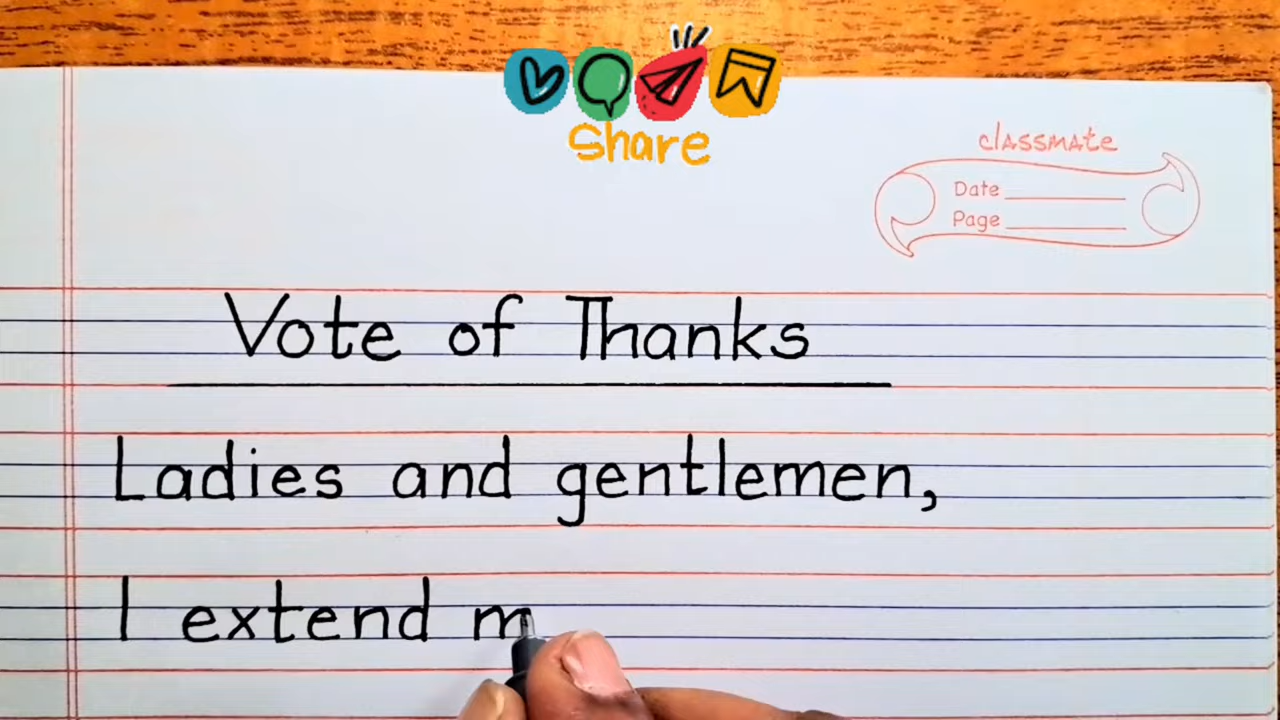 Share
classmate
Date
Page
Vote of Thanks
Ladies and gentlemen,
I extend m